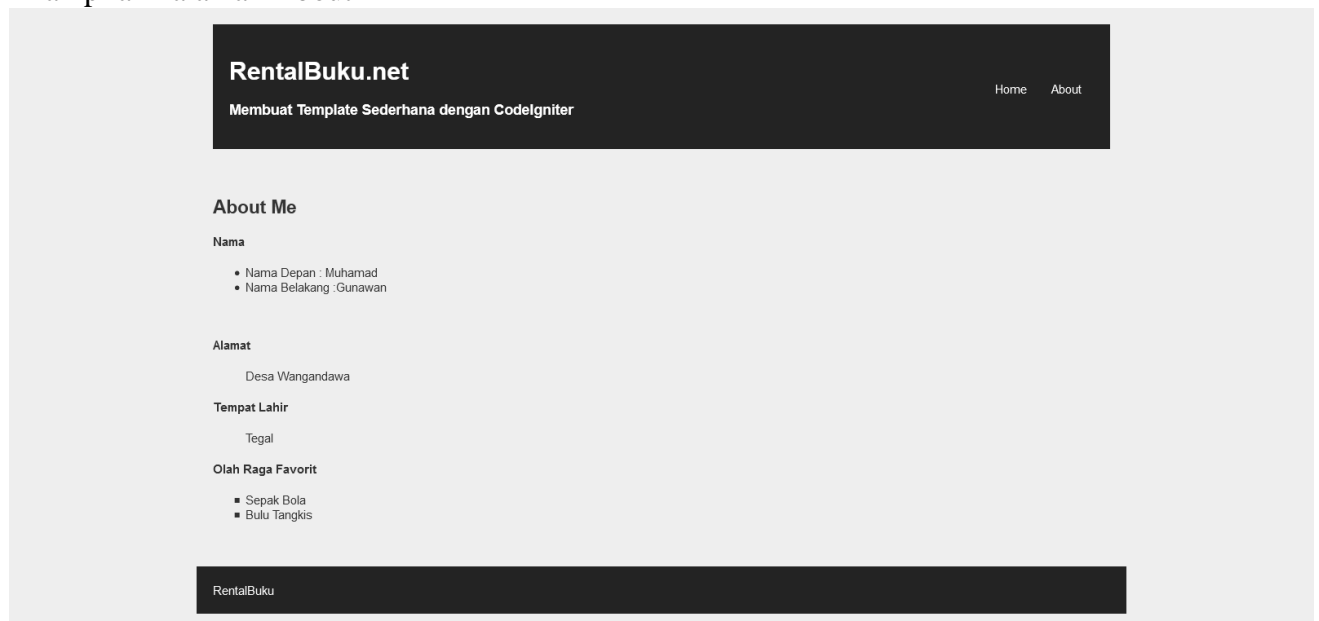 RentalBuku.net
Membuat Template Sederhana dengan CodeIgniter
Home About
About Me
Nama
Nama Depan : Muhamad
Nama Belakang :Gunawan
Alamat
Desa Wangandawa
Tempat Lahir
Tegal
Olah Raga Favorit
Sepak Bola
Bulu Tangkis
RentalBuku